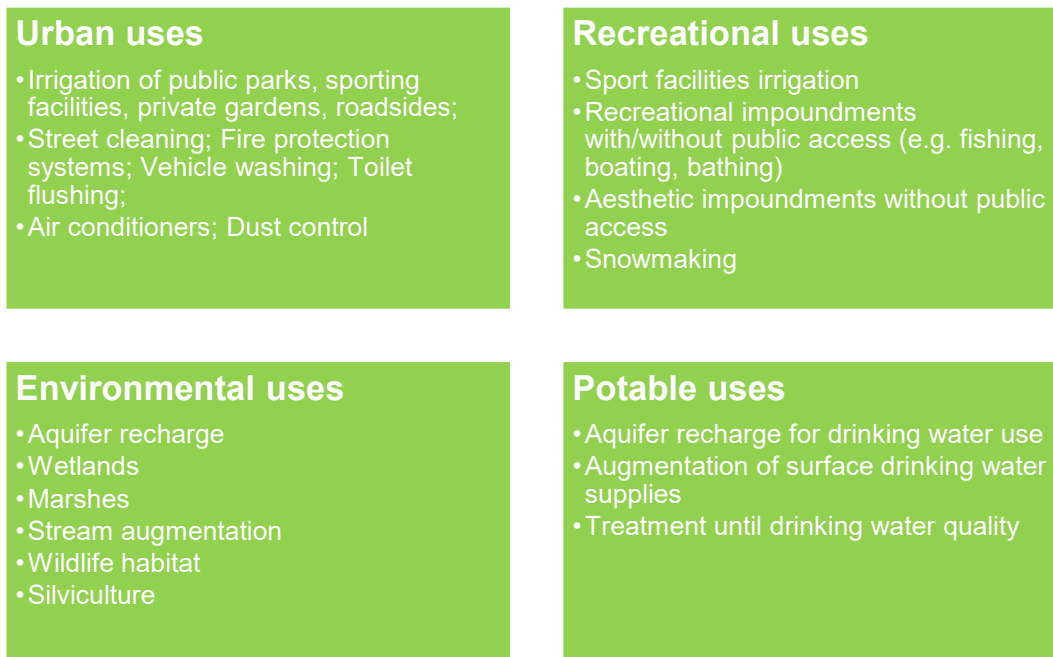 Urban uses
•Irrigation of public parks, sporting
facilities, private gardens, roadsides;
•Street cleaning; Fire protection
systems; Vehicle washing; Toilet
flushing;
•Air conditioners; Dust control
Recreational uses
•Sport facilities irrigation
•Recreational impoundments
with/without public access (e.g. fishing,
boating, bathing)
•Aesthetic impoundments without public
access
•Snowmaking
Environmental uses
•Aquifer recharge
•Wetlands
•Marshes
•Stream augmentation
•Wildlife habitat
•Silviculture
Potable uses
•Aquifer recharge for drinking water use
•Augmentation of surface drinking water
supplies
•Treatment until drinking water quality